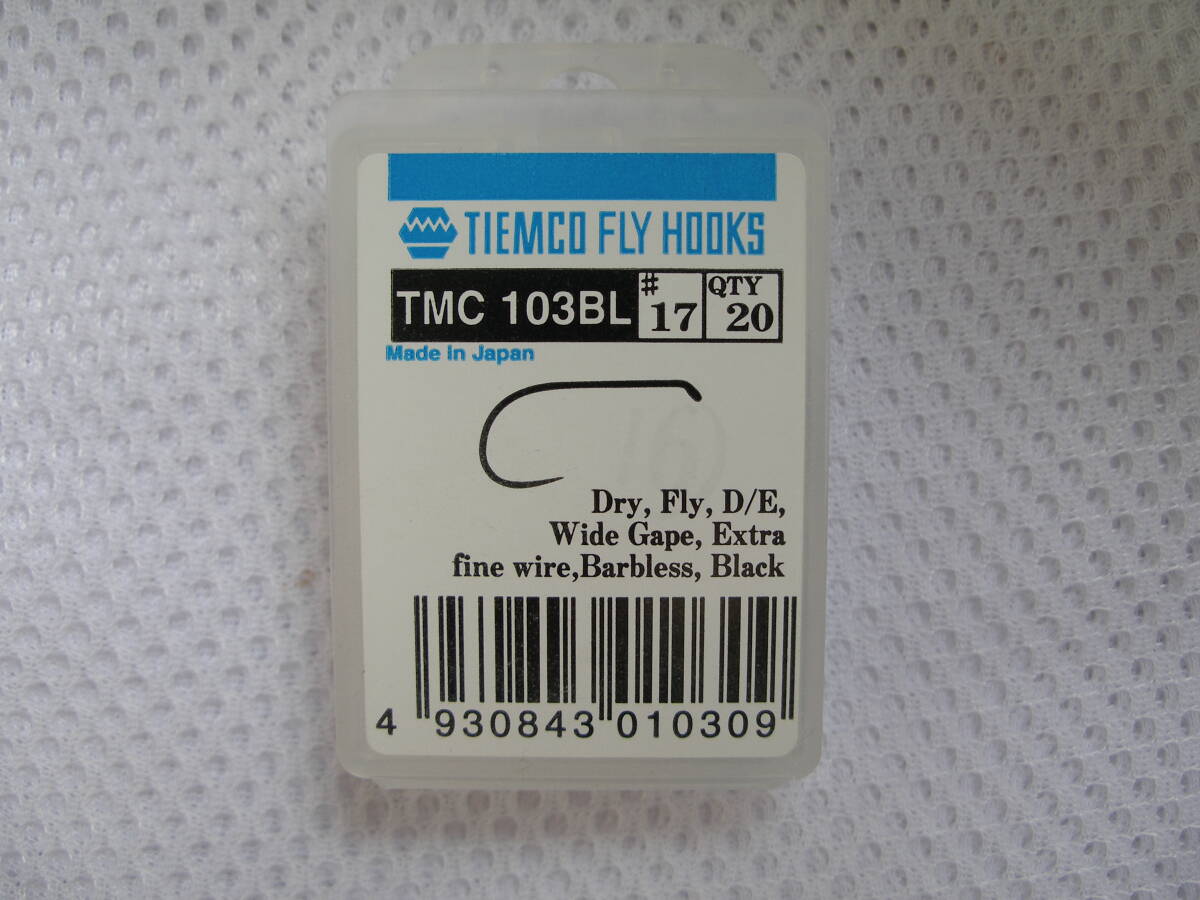 TIEMCO FLY HOOKS
TMC 103BL # 17 QTY 20
Made in Japan
Dry, Fly, D/E,
Wide Gape, Extra
fine wire,Barbless, Black
4 930843 010309